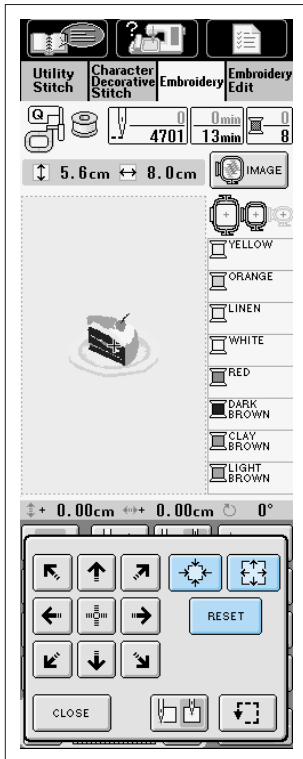 Utility Stitch
Character Decorative Stitch
Embroidery
Embroidery Edit
Q
0
4701
0min
13min
0
8
5.6cm 8.0cm
IMAGE
YELLOW
ORANGE
LINEN
WHITE
RED
DARK BROWN
CLAY BROWN
LIGHT BROWN
+ 0.00cm + 0.00cm 0°
RESET
CLOSE